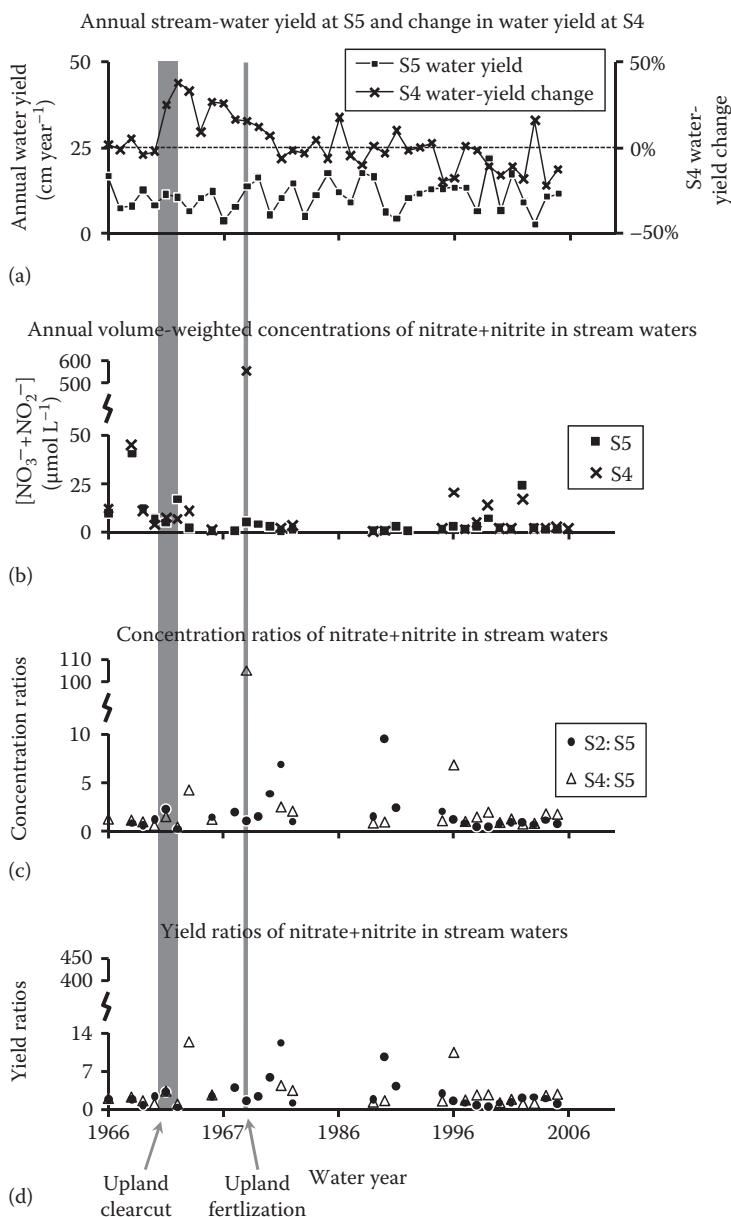 Annual stream-water yield at S5 and change in water yield at S4
Annual water yield
(cm year⁻¹)
50
25
0
S5 water yield
S4 water-yield change
50%
0%
−50%
S4 water-
yield change
(a)
Annual volume-weighted concentrations of nitrate+nitrite in stream waters
[NO₃⁻+NO₂⁻]
(μmol L⁻¹)
600
500
50
25
0
S5
S4
(b)
Concentration ratios of nitrate+nitrite in stream waters
Concentration ratios
110
100
10
5
0
S2: S5
S4: S5
(c)
Yield ratios of nitrate+nitrite in stream waters
Yield ratios
450
400
14
7
0
1966
1967
1986
1996
2006
Water year
Upland
clearcut
Upland
fertlization
(d)